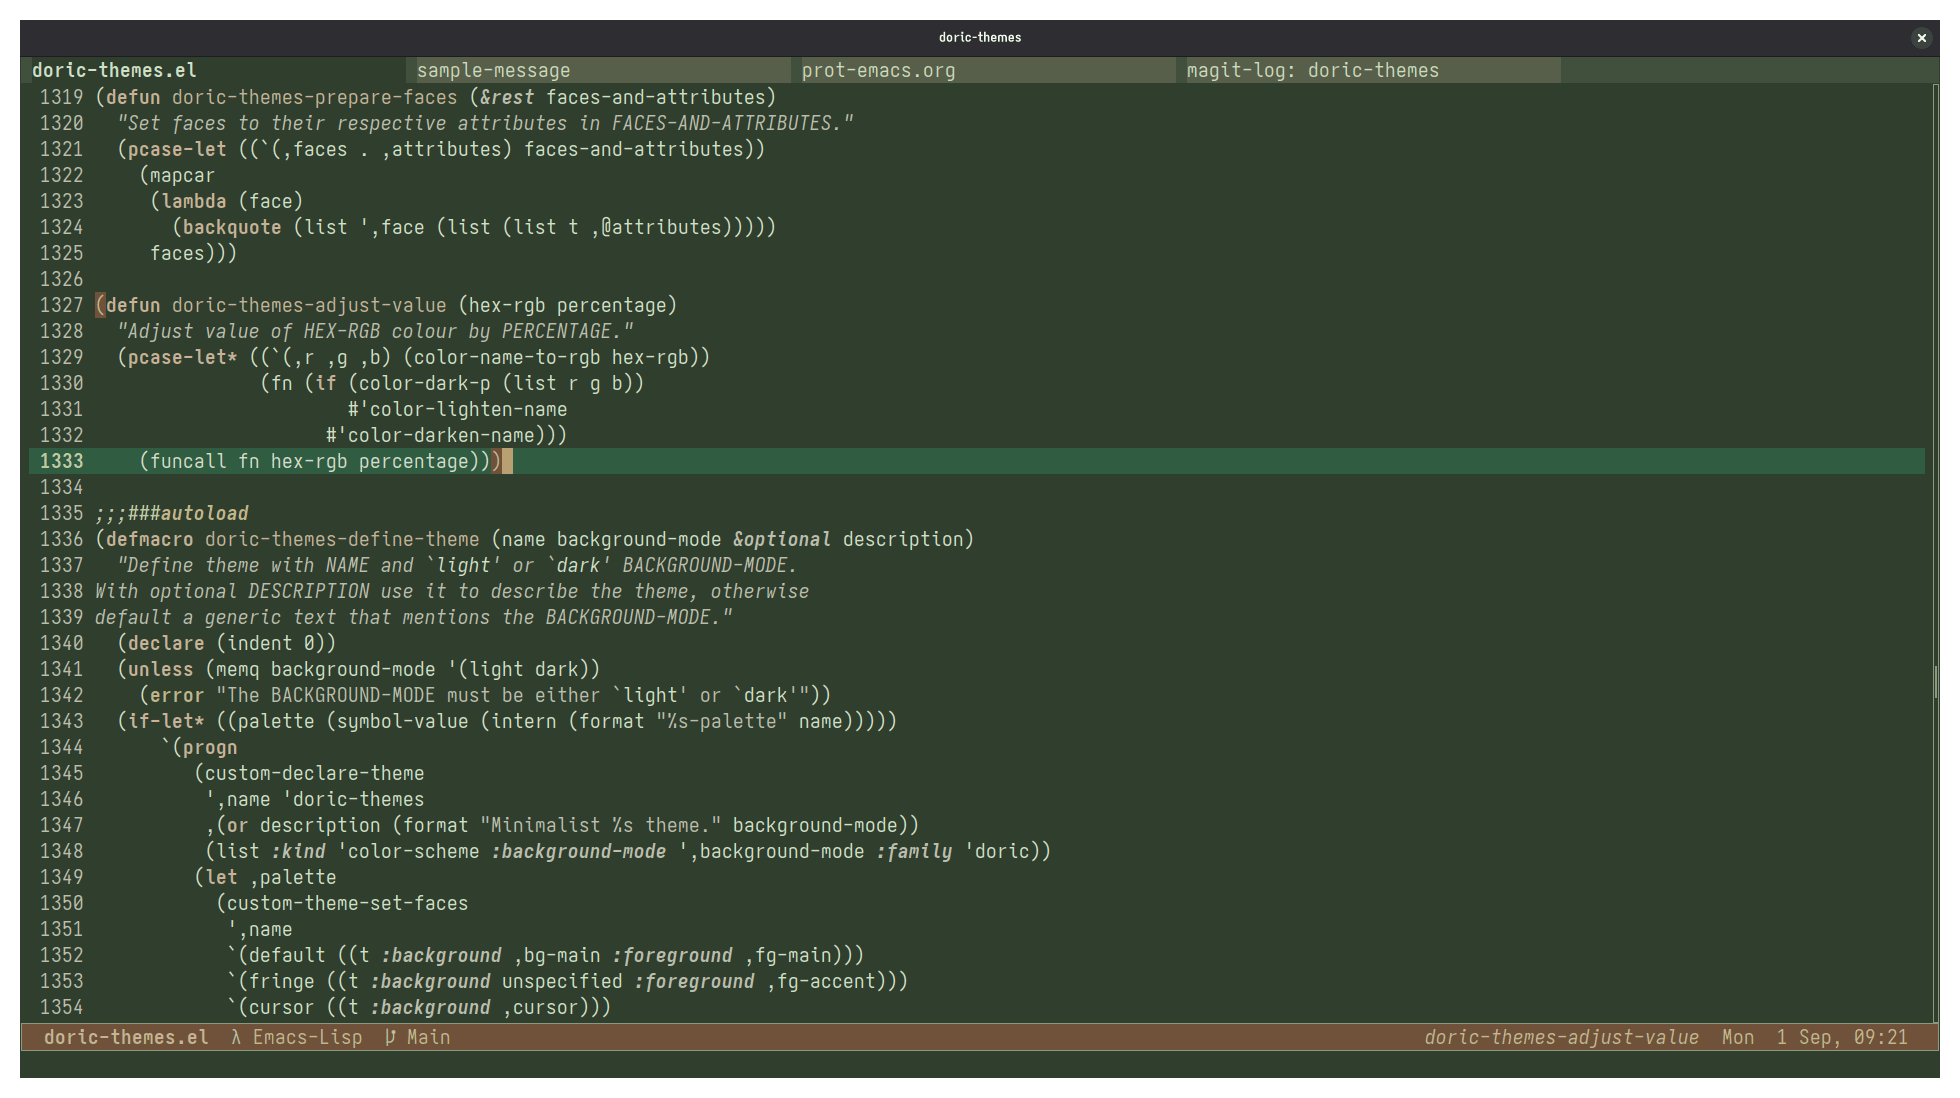 doric-themes
doric-themes.el sample-message prot-emacs.org magit-log: doric-themes
1319 (defun doric-themes-prepare-faces (&rest faces-and-attributes)
1320   "Set faces to their respective attributes in FACES-AND-ATTRIBUTES."
1321   (pcase-let ((`(,faces . ,attributes) faces-and-attributes))
1322     (mapcar
1323      (lambda (face)
1324        (backquote (list ',face (list (list t ,@attributes)))))
1325      faces)))
1326
1327 (defun doric-themes-adjust-value (hex-rgb percentage)
1328   "Adjust value of HEX-RGB colour by PERCENTAGE."
1329   (pcase-let* ((`(,r ,g ,b) (color-name-to-rgb hex-rgb))
1330                (fn (if (color-dark-p (list r g b))
1331                        #'color-lighten-name
1332                      #'color-darken-name)))
1333     (funcall fn hex-rgb percentage)))
1334
1335 ;;;###autoload
1336 (defmacro doric-themes-define-theme (name background-mode &optional description)
1337   "Define theme with NAME and `light' or `dark' BACKGROUND-MODE.
1338 With optional DESCRIPTION use it to describe the theme, otherwise
1339 default a generic text that mentions the BACKGROUND-MODE."
1340   (declare (indent 0))
1341   (unless (memq background-mode '(light dark))
1342     (error "The BACKGROUND-MODE must be either `light' or `dark'"))
1343   (if-let* ((palette (symbol-value (intern (format "%s-palette" name)))))
1344       `(progn
1345          (custom-declare-theme
1346           ',name 'doric-themes
1347           ,(or description (format "Minimalist %s theme." background-mode))
1348           (list :kind 'color-scheme :background-mode ',background-mode :family 'doric))
1349          (let ,palette
1350            (custom-theme-set-faces
1351             ',name
1352             `(default ((t :background ,bg-main :foreground ,fg-main)))
1353             `(fringe ((t :background unspecified :foreground ,fg-accent)))
1354             `(cursor ((t :background ,cursor)))
doric-themes.el λ Emacs-Lisp Main doric-themes-adjust-value Mon 1 Sep, 09:21